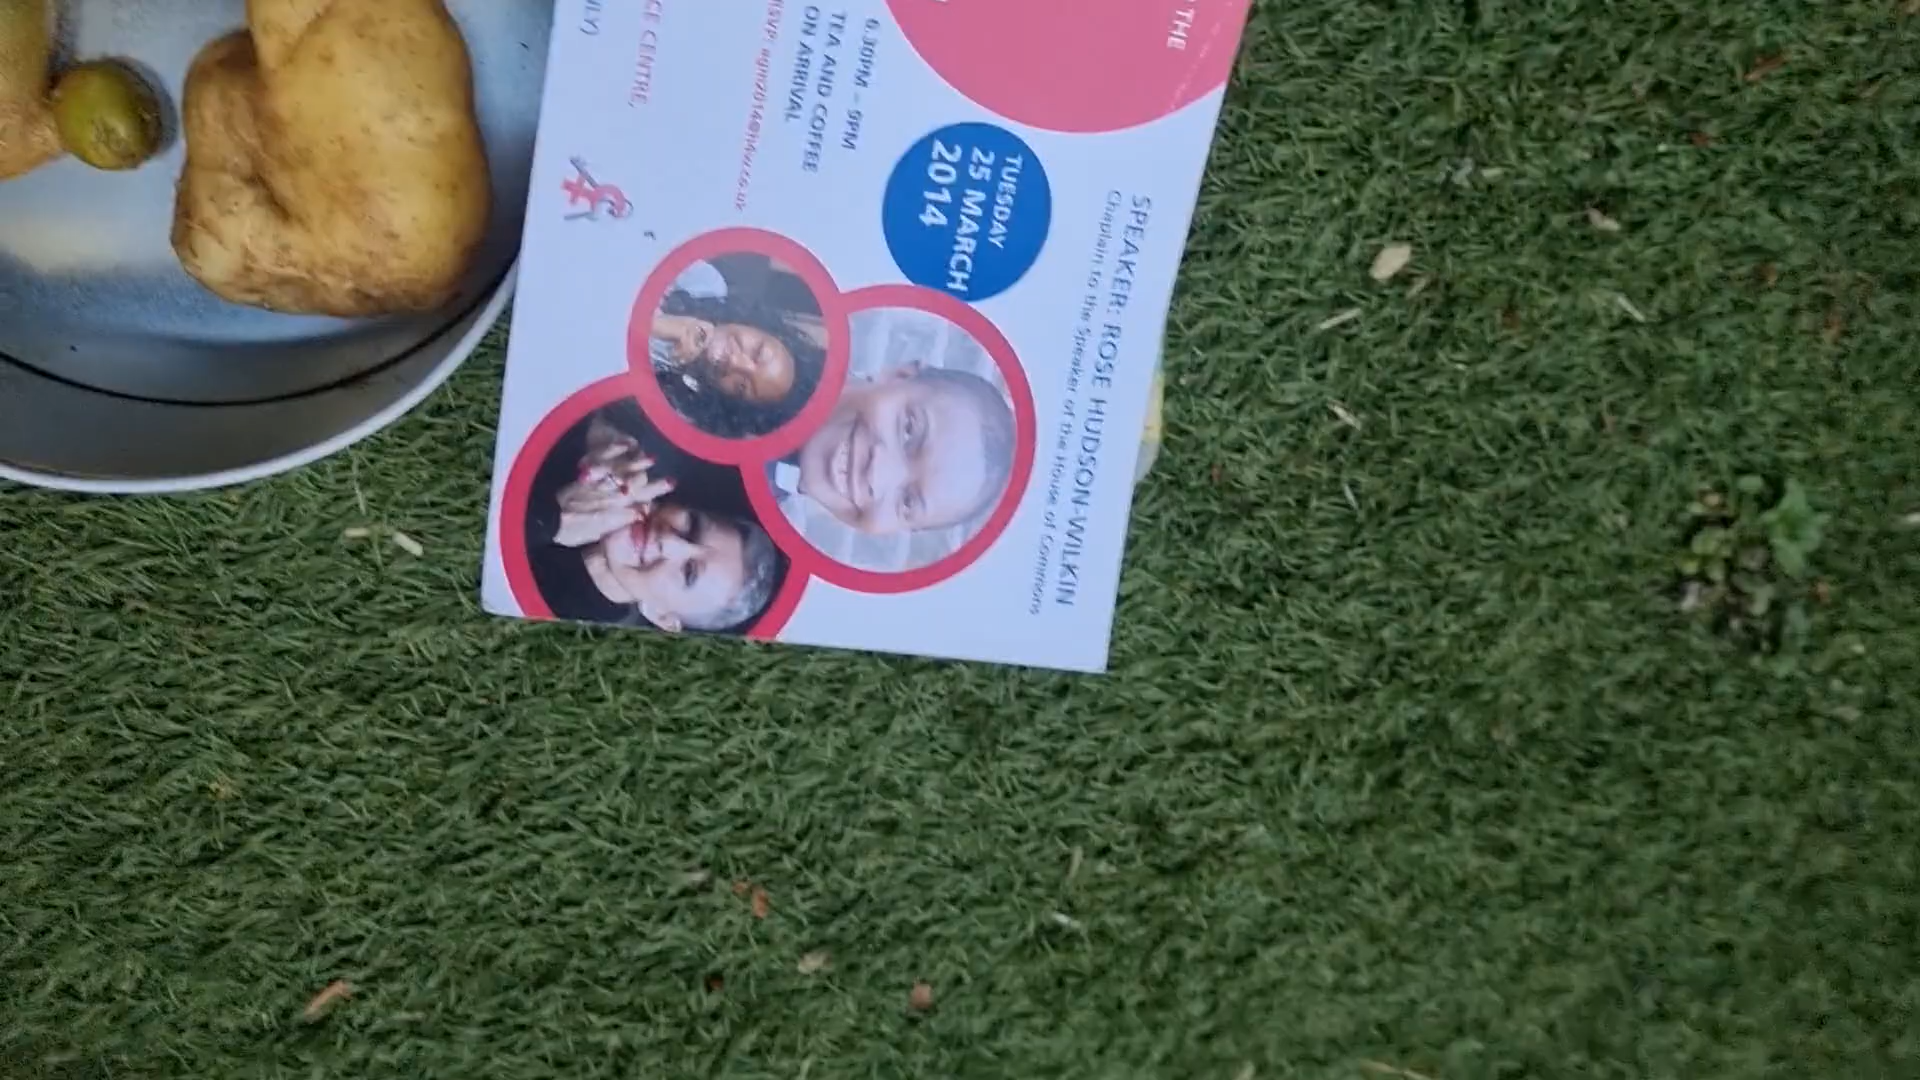 THE
SPEAKER: ROSE HUDSON-WILKIN
Chaplain to the Speaker of the House of Commons
TUESDAY
25 MARCH
2014
6.30PM – 9PM
TEA AND COFFEE
ON ARRIVAL
CE CENTRE,